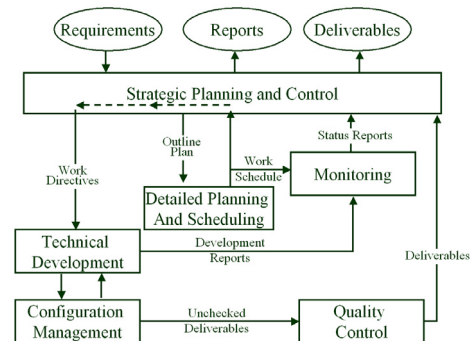 Requirements
Reports
Deliverables
Strategic Planning and Control
Outline
Plan
Status Reports
Work
Directives
Work
Schedule
Monitoring
Detailed Planning
And Scheduling
Technical
Development
Development
Reports
Deliverables
Configuration
Management
Unchecked
Deliverables
Quality
Control